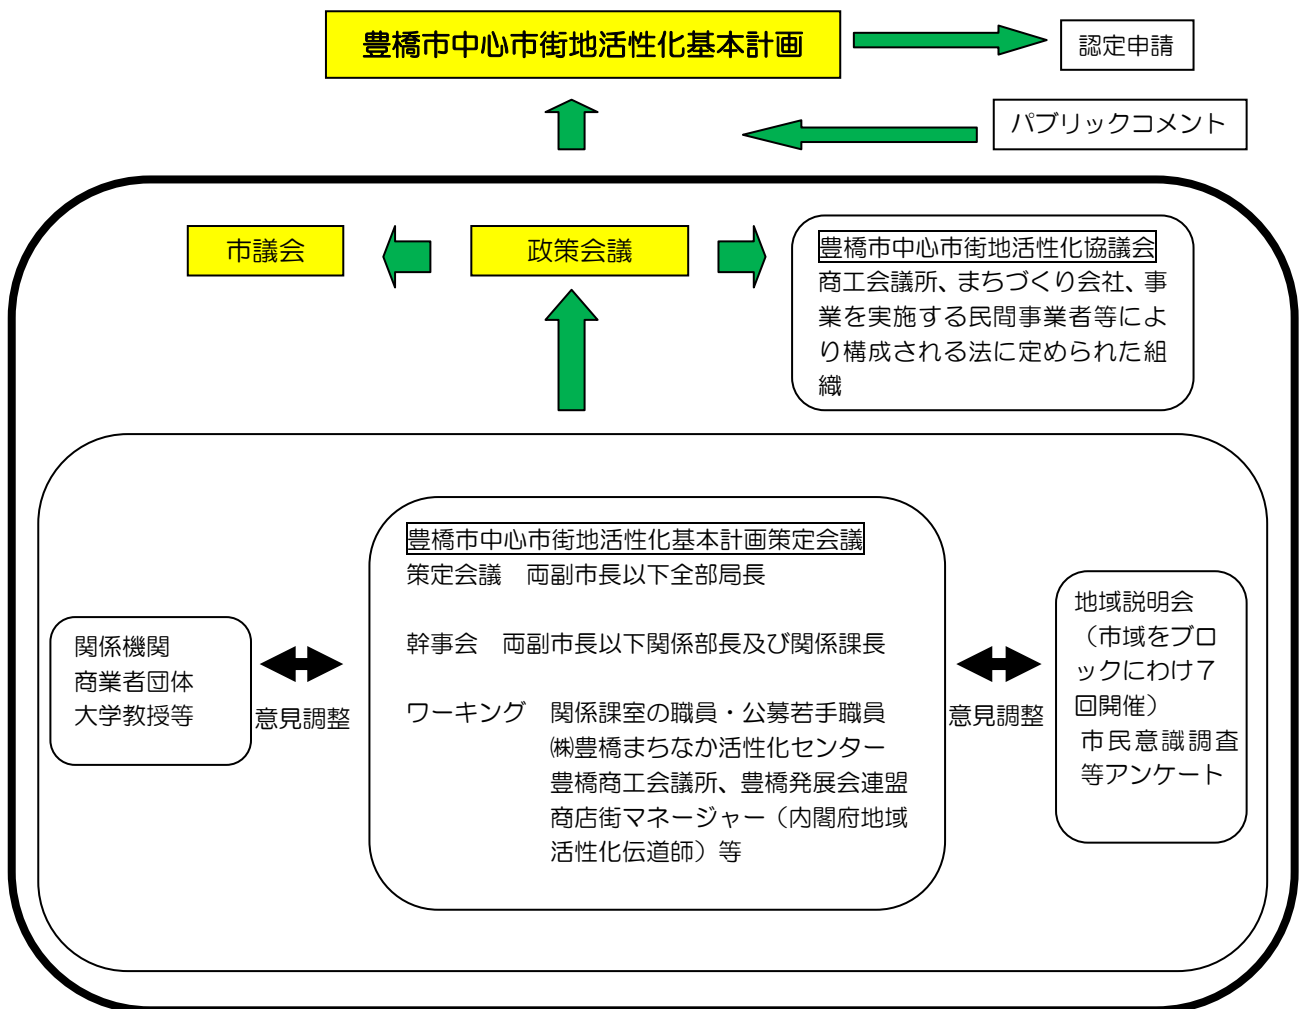 豊橋市中心市街地活性化基本計画
認定申請
パブリックコメント
市議会
政策会議
豊橋市中心市街地活性化協議会
商工会議所、まちづくり会社、事
業を実施する民間事業者等によ
り構成される法に定められた組
織
豊橋市中心市街地活性化基本計画策定会議
策定会議　両副市長以下全部局長
幹事会　両副市長以下関係部長及び関係課長
ワーキング　関係課室の職員・公募若手職員
㈱豊橋まちなか活性化センター
豊橋商工会議所、豊橋発展会連盟
商店街マネージャー（内閣府地域
活性化伝道師）等
関係機関
商業者団体
大学教授等
意見調整
意見調整
地域説明会
（市域をブロ
ックにわけ７
回開催）
市民意識調査
等アンケート